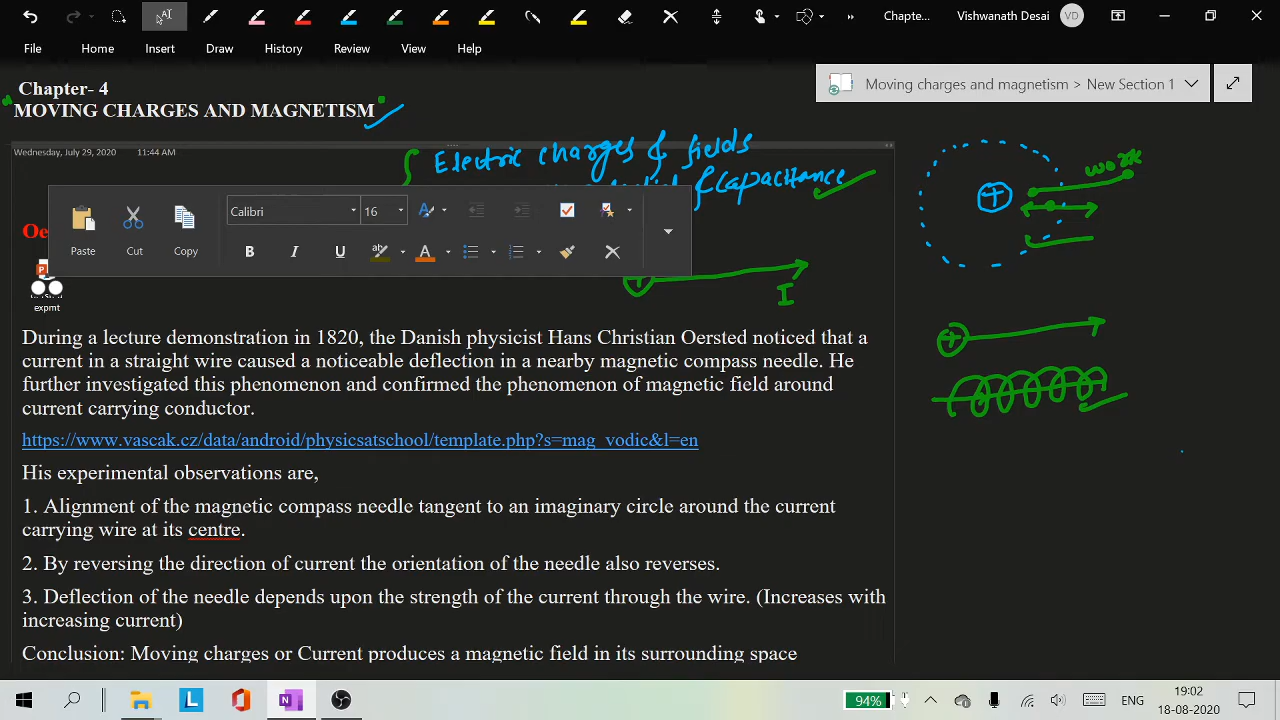 Chapte...
Vishwanath Desai
VD
File
Home
Insert
Draw
History
Review
View
Help
Chapter- 4
MOVING CHARGES AND MAGNETISM
Moving charges and magnetism > New Section 1
Wednesday, July 29, 2020 11:44 AM
Electric charges & fields
& capacitance
work
Calibri
16
Paste
Cut
Copy
B I U
A
Oe
expmt
I
During a lecture demonstration in 1820, the Danish physicist Hans Christian Oersted noticed that a
current in a straight wire caused a noticeable deflection in a nearby magnetic compass needle. He
further investigated this phenomenon and confirmed the phenomenon of magnetic field around
current carrying conductor.
https://www.vascak.cz/data/android/physicsatschool/template.php?s=mag_vodic&l=en
His experimental observations are,
1. Alignment of the magnetic compass needle tangent to an imaginary circle around the current
carrying wire at its centre.
2. By reversing the direction of current the orientation of the needle also reverses.
3. Deflection of the needle depends upon the strength of the current through the wire. (Increases with
increasing current)
Conclusion: Moving charges or Current produces a magnetic field in its surrounding space
94%
ENG
19:02
18-08-2020